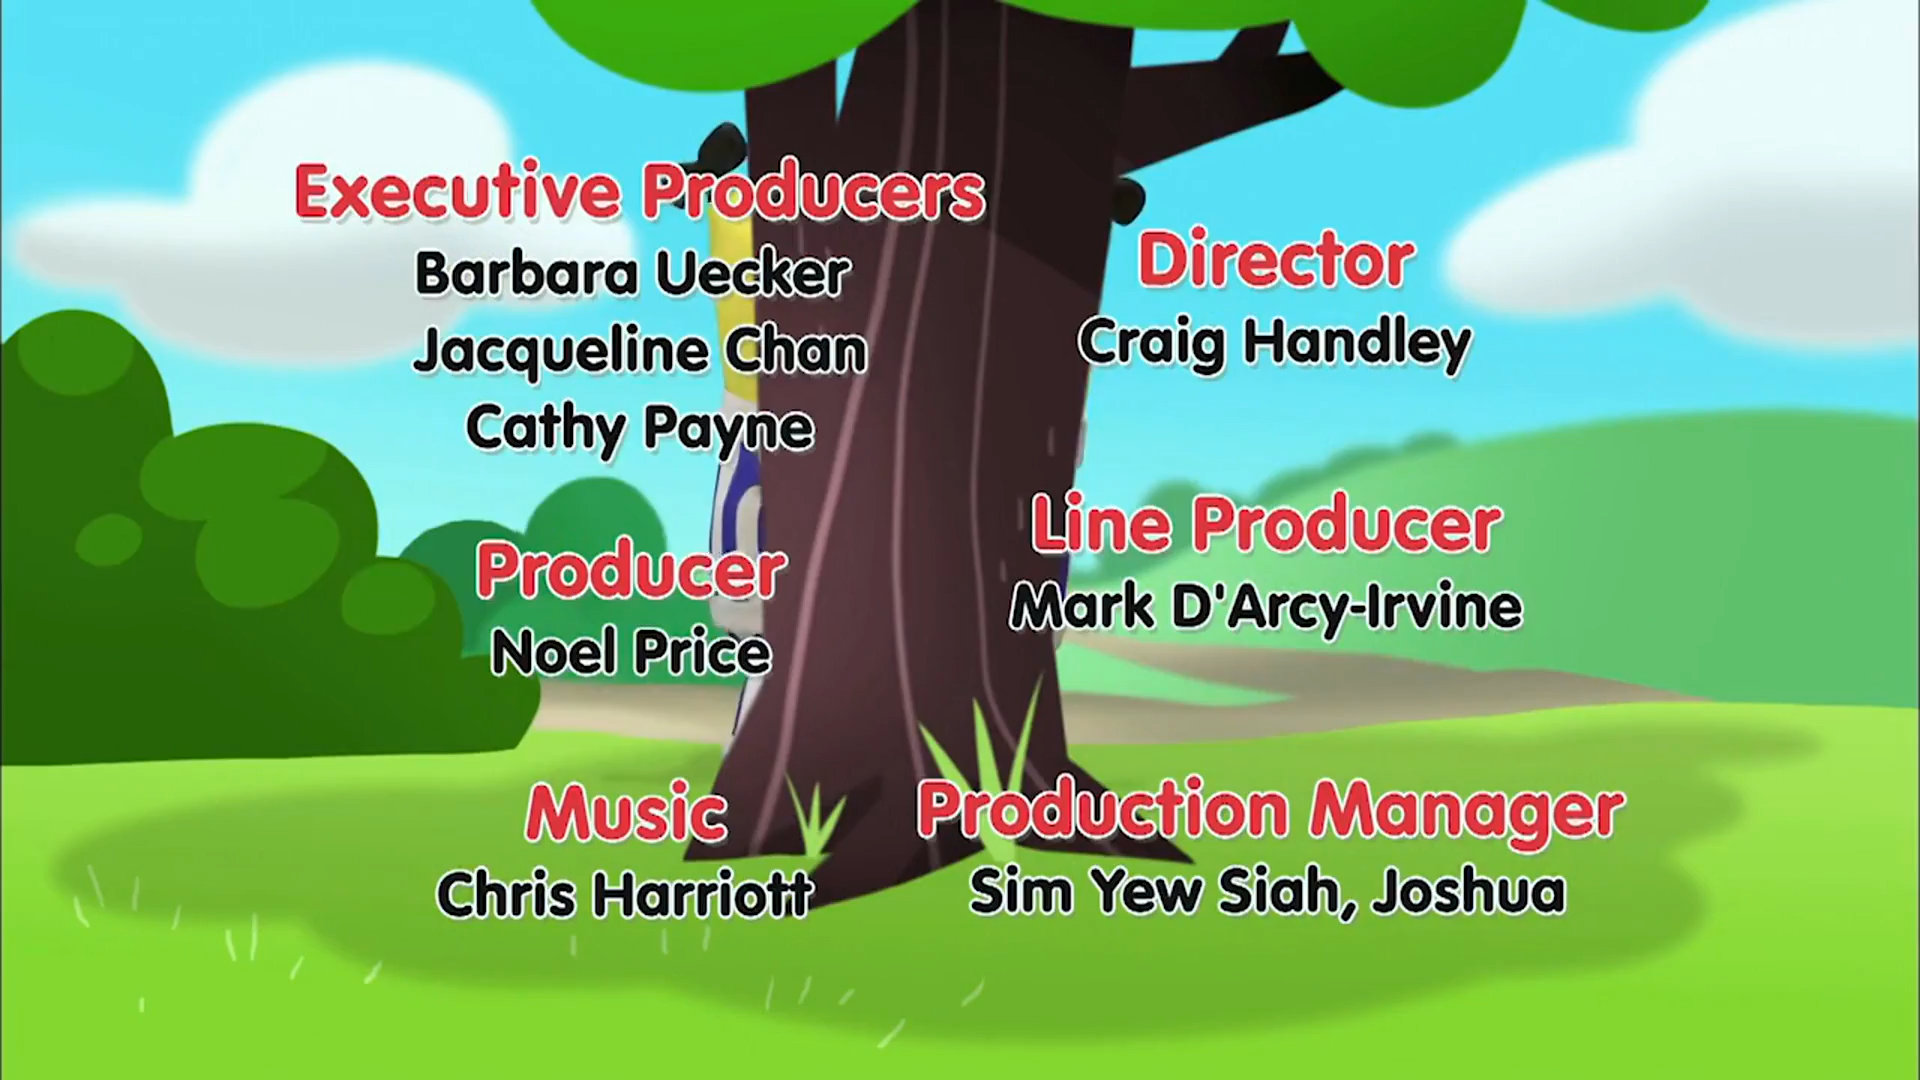 Executive Producers
Barbara Uecker
Jacqueline Chan
Cathy Payne
Producer
Noel Price
Music
Chris Harriott
Director
Craig Handley
Line Producer
Mark D'Arcy-Irvine
Production Manager
Sim Yew Siah, Joshua